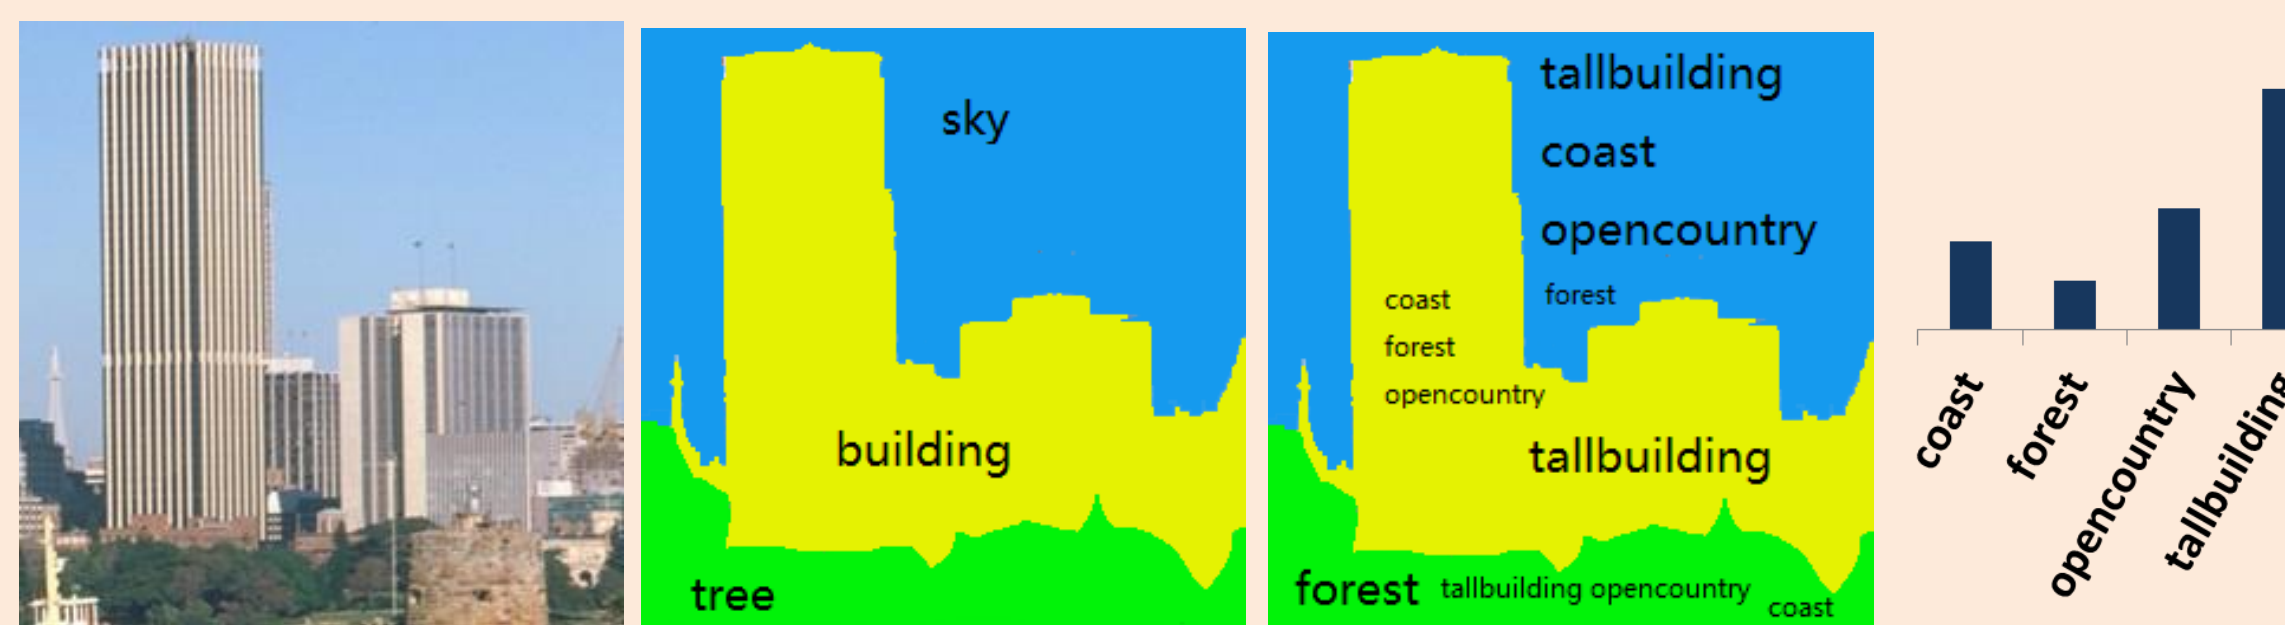 sky
building
tree
tallbuilding
coast
opencountry
forest
coast
forest
opencountry
tallbuilding
forest tallbuilding opencountry coast
coast
forest
opencountry
tallbuilding